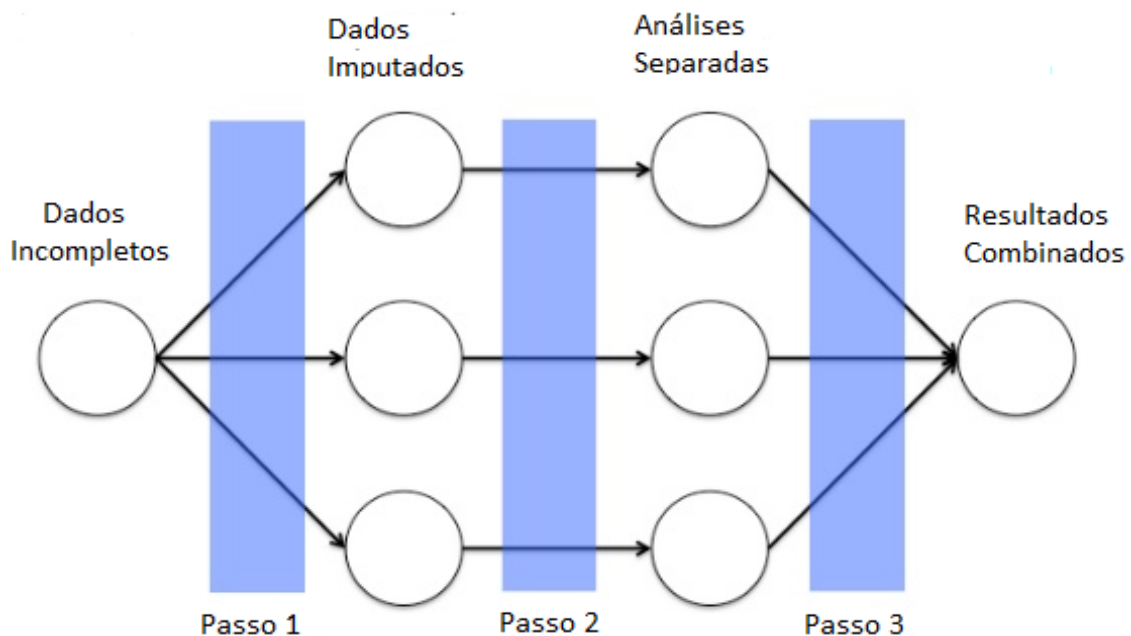 Dados
Imputados
Análises
Separadas
Dados
Incompletos
Resultados
Combinados
Passo 1
Passo 2
Passo 3